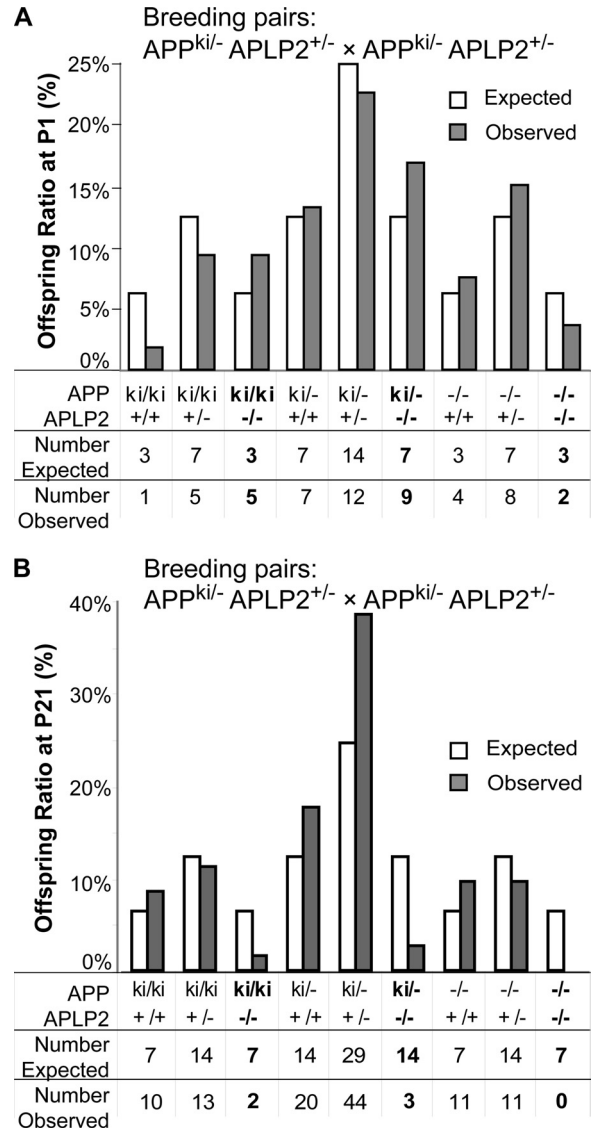 A
Breeding pairs:
APPki/- APLP2+/- × APPki/- APLP2+/-
Offspring Ratio at P1 (%)
25%
20%
15%
10%
5%
0%
Expected
Observed
APP ki/ki ki/ki ki/ki ki/- ki/- ki/- -/- -/- -/-
APLP2 +/+ +/- -/- +/+ +/- -/- +/+ +/- -/-
Number Expected 3 7 3 7 14 7 3 7 3
Number Observed 1 5 5 7 12 9 4 8 2
B
Breeding pairs:
APPki/- APLP2+/- × APPki/- APLP2+/-
Offspring Ratio at P21 (%)
40%
30%
20%
10%
0%
Expected
Observed
APP ki/ki ki/ki ki/ki ki/- ki/- ki/- -/- -/- -/-
APLP2 +/+ +/- -/- +/+ +/- -/- +/+ +/- -/-
Number Expected 7 14 7 14 29 14 7 14 7
Number Observed 10 13 2 20 44 3 11 11 0